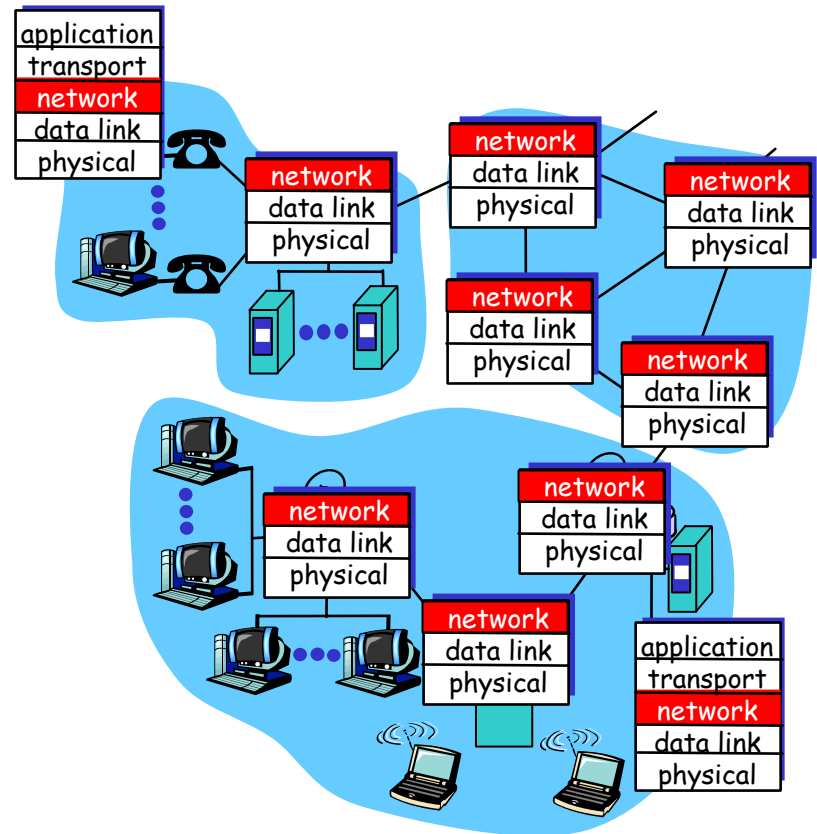 application
transport
network
data link
physical
network
data link
physical
network
data link
physical
network
data link
physical
network
data link
physical
network
data link
physical
network
data link
physical
network
data link
physical
network
data link
physical
application
transport
network
data link
physical